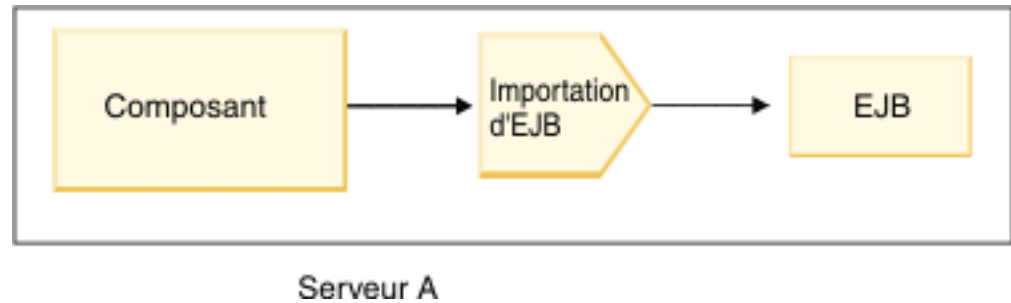 Composant
Importation
d'EJB
EJB
Serveur A